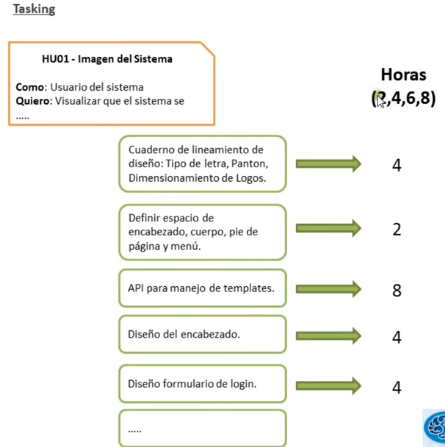 Tasking
HU01 - Imagen del Sistema
Como: Usuario del sistema
Quiero: Visualizar que el sistema se
.....
Horas
(2,4,6,8)
Cuaderno de lineamiento de
diseño: Tipo de letra, Panton,
Dimensionamiento de Logos.
4
Definir espacio de
encabezado, cuerpo, pie de
página y menú.
2
API para manejo de templates.
8
Diseño del encabezado.
4
Diseño formulario de login.
4
.....